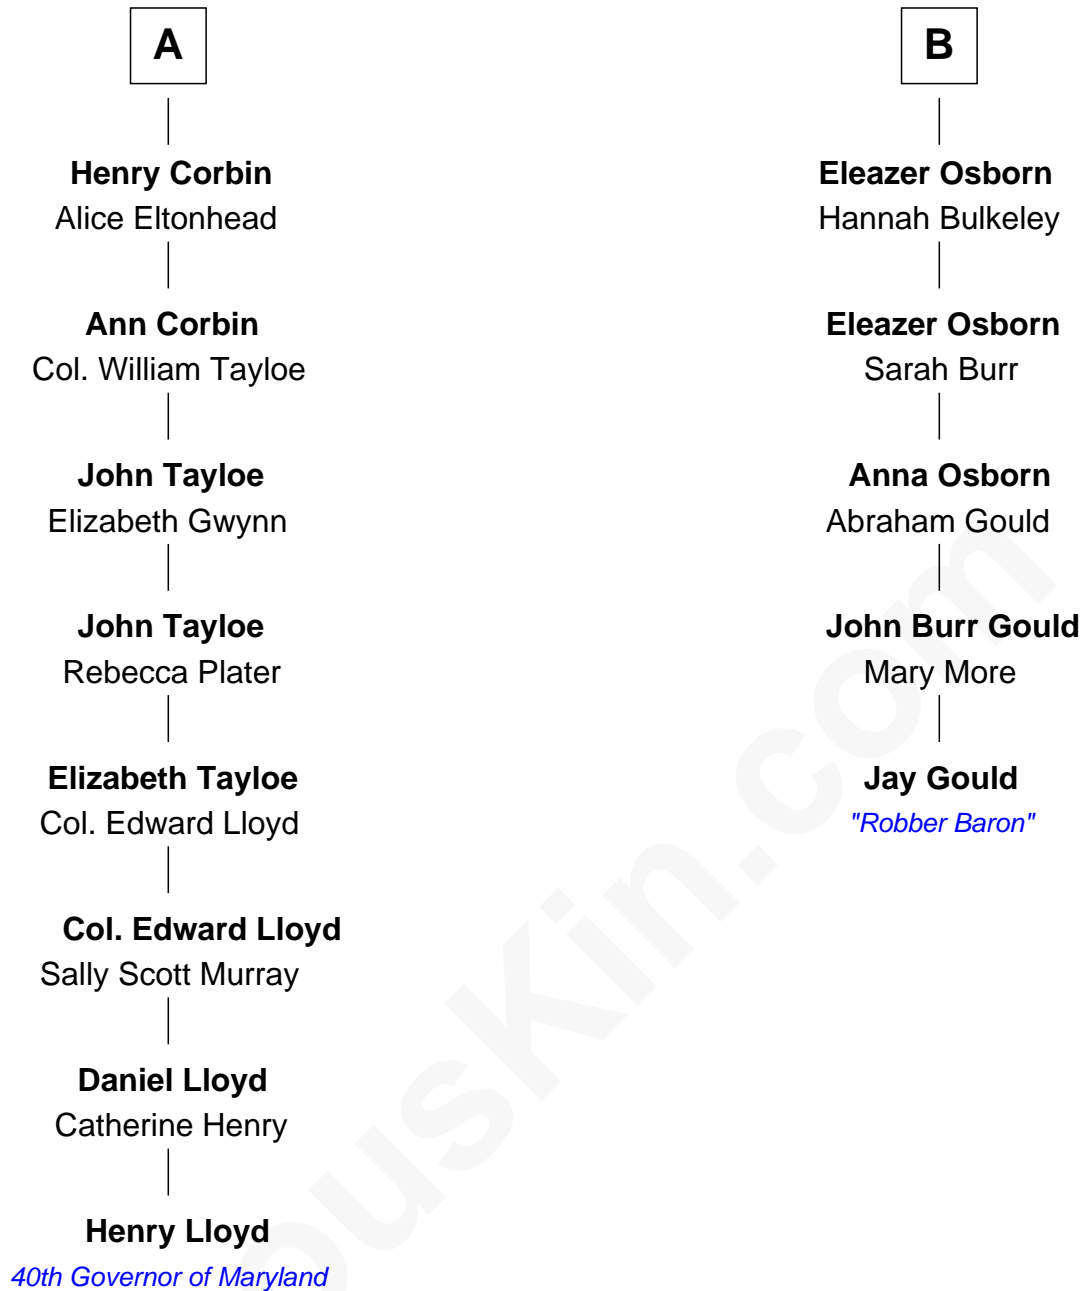 A
Henry Corbin
Alice Eltonhead
Ann Corbin
Col. William Tayloe
John Tayloe
Elizabeth Gwynn
John Tayloe
Rebecca Plater
Elizabeth Tayloe
Col. Edward Lloyd
Col. Edward Lloyd
Sally Scott Murray
Daniel Lloyd
Catherine Henry
Henry Lloyd
40th Governor of Maryland
B
Eleazer Osborn
Hannah Bulkeley
Eleazer Osborn
Sarah Burr
Anna Osborn
Abraham Gould
John Burr Gould
Mary More
Jay Gould
"Robber Baron"
ousKin.com